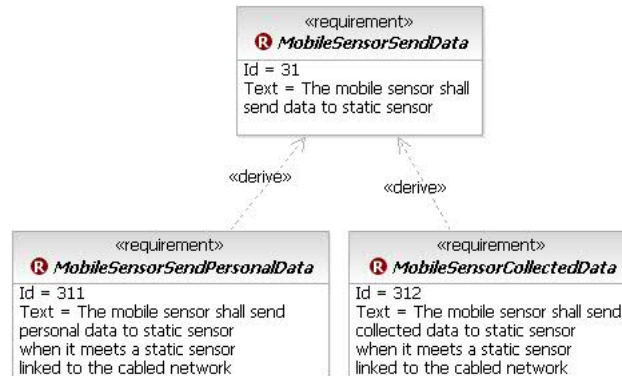 «requirement»
R MobileSensorSendData
Id = 31
Text = The mobile sensor shall
send data to static sensor
«derive»
«derive»
«requirement»
R MobileSensorSendPersonalData
Id = 311
Text = The mobile sensor shall send
personal data to static sensor
when it meets a static sensor
linked to the cabled network
«requirement»
R MobileSensorCollectedData
Id = 312
Text = The mobile sensor shall send
collected data to static sensor
when it meets a static sensor
linked to the cabled network